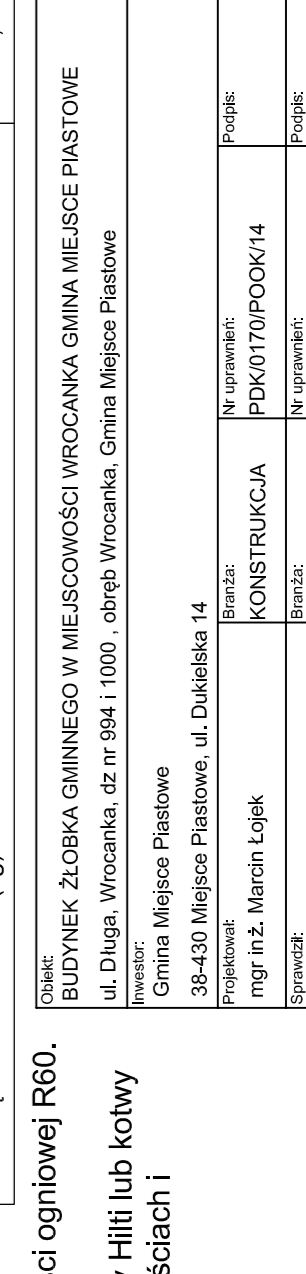 ci ogniowej R60.
Hilti lub kotwy
ściach i
Obiekt:
BUDYNEK ŻŁOBKA GMINNEGO W MIEJSCOWOŚCI WROCANKA GMINA MIEJSCE PIASTOWE
ul. Długa, Wrocanka, dz nr 994 i 1000 , obręb Wrocanka, Gmina Miejsce Piastowe
Inwestor:
Gmina Miejsce Piastowe
38-430 Miejsce Piastowe, ul. Dukielska 14
Projektował: Branża: Nr uprawnień: Podpis:
mgr inż. Marcin Łojek KONSTRUKCJA PDK/0170/POOK/14
Sprawdził: Branża: Nr uprawnień: Podpis: